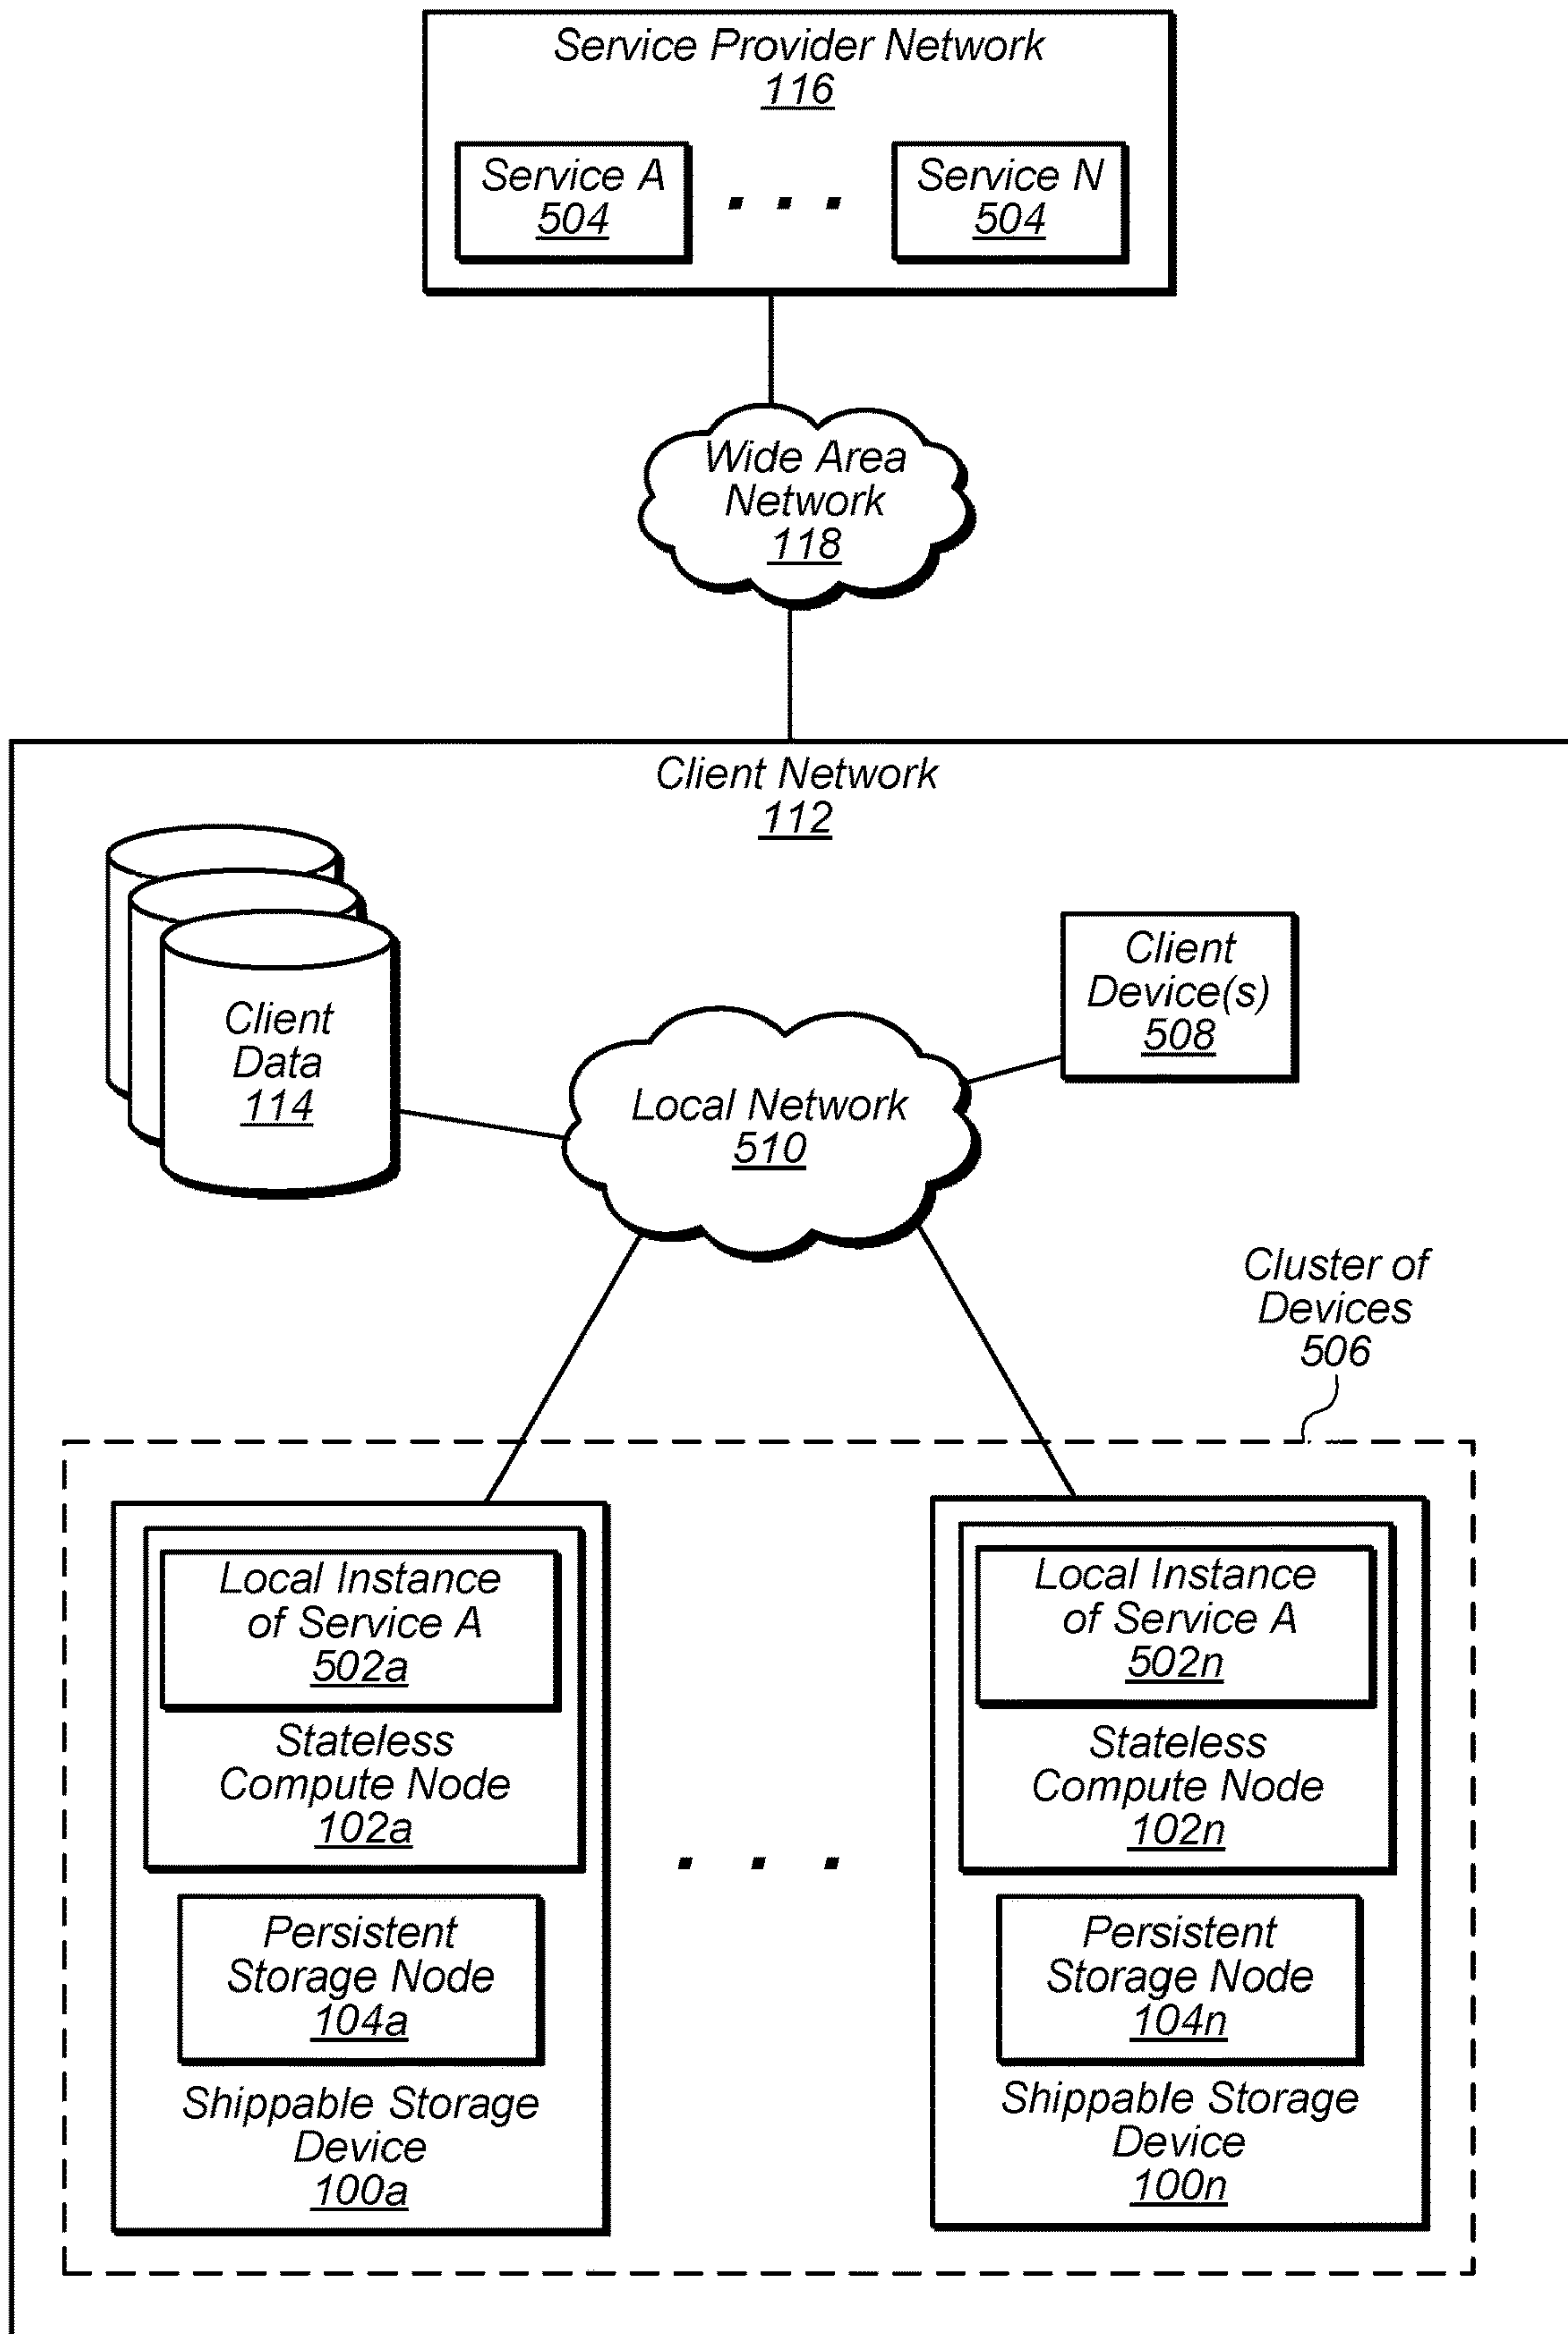 Service Provider Network
116
Service A
504
. . .
Service N
504
Wide Area
Network
118
Client Network
112
Client
Data
114
Client
Device(s)
508
Local Network
510
Cluster of
Devices
506
Local Instance
of Service A
502a
Stateless
Compute Node
102a
Persistent
Storage Node
104a
Shippable Storage
Device
100a
. . .
Local Instance
of Service A
502n
Stateless
Compute Node
102n
Persistent
Storage Node
104n
Shippable Storage
Device
100n